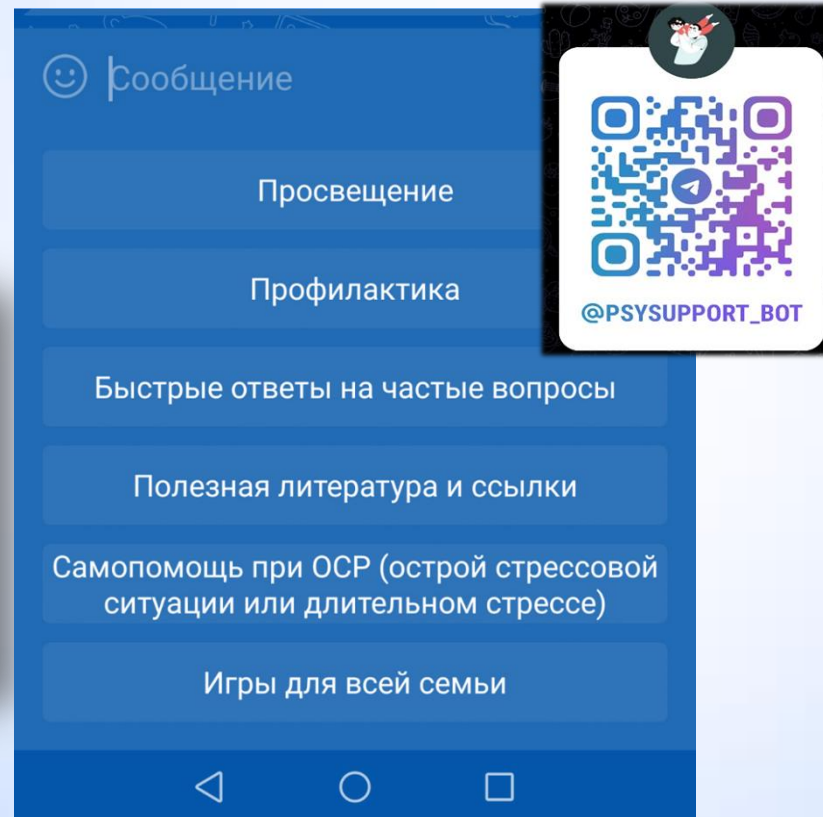 Сообщение
Просвещение
Профилактика
Быстрые ответы на частые вопросы
Полезная литература и ссылки
Самопомощь при ОСР (острой стрессовой
ситуации или длительном стрессе)
Игры для всей семьи
@PSYSUPPORT_BOT